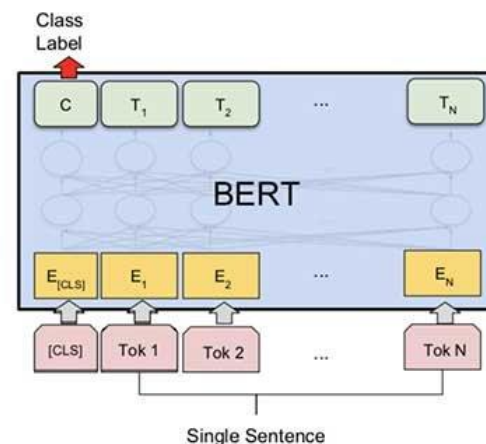 Class
Label
C T1 T2 ... TN
BERT
E[CLS] E1 E2 ... EN
[CLS] Tok 1 Tok 2 ... Tok N
Single Sentence